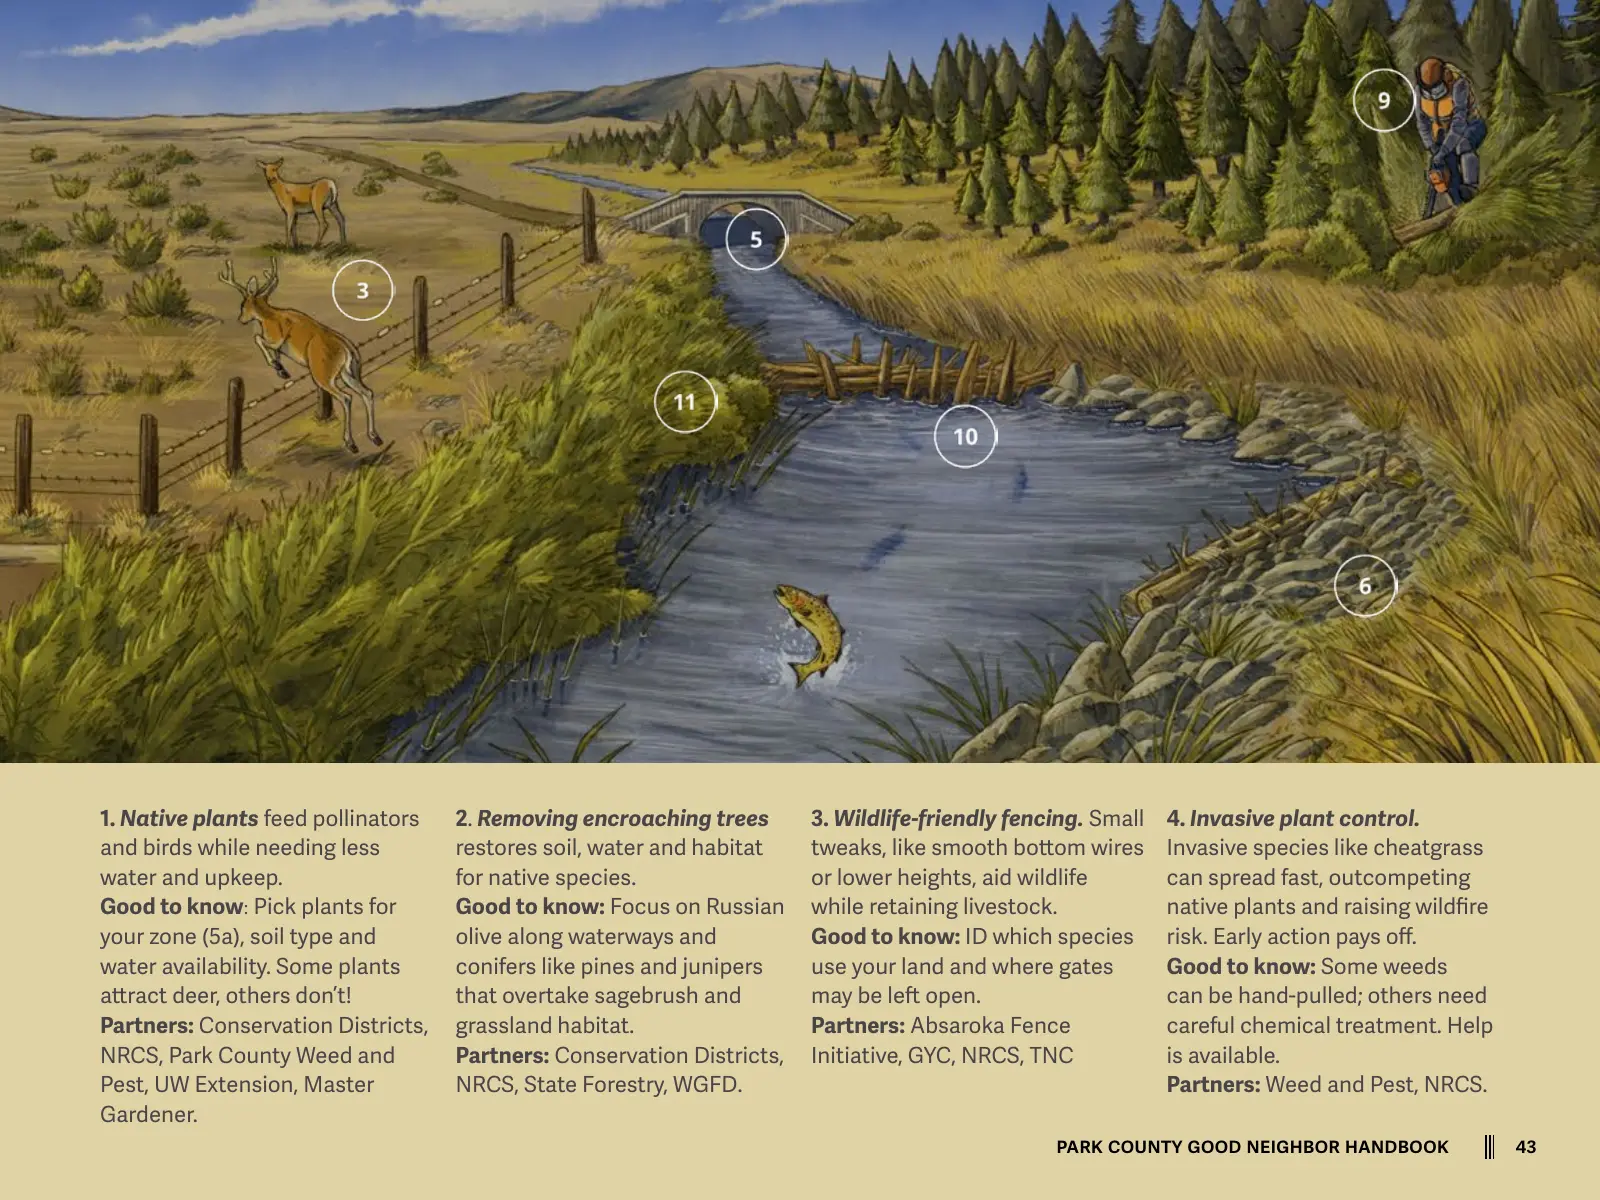 9
5
3
11
10
6
1. Native plants feed pollinators
and birds while needing less
water and upkeep.
Good to know: Pick plants for
your zone (5a), soil type and
water availability. Some plants
attract deer, others don’t!
Partners: Conservation Districts,
NRCS, Park County Weed and
Pest, UW Extension, Master
Gardener.
2. Removing encroaching trees
restores soil, water and habitat
for native species.
Good to know: Focus on Russian
olive along waterways and
conifers like pines and junipers
that overtake sagebrush and
grassland habitat.
Partners: Conservation Districts,
NRCS, State Forestry, WGFD.
3. Wildlife-friendly fencing. Small
tweaks, like smooth bottom wires
or lower heights, aid wildlife
while retaining livestock.
Good to know: ID which species
use your land and where gates
may be left open.
Partners: Absaroka Fence
Initiative, GYC, NRCS, TNC
4. Invasive plant control.
Invasive species like cheatgrass
can spread fast, outcompeting
native plants and raising wildfire
risk. Early action pays off.
Good to know: Some weeds
can be hand-pulled; others need
careful chemical treatment. Help
is available.
Partners: Weed and Pest, NRCS.
PARK COUNTY GOOD NEIGHBOR HANDBOOK 43